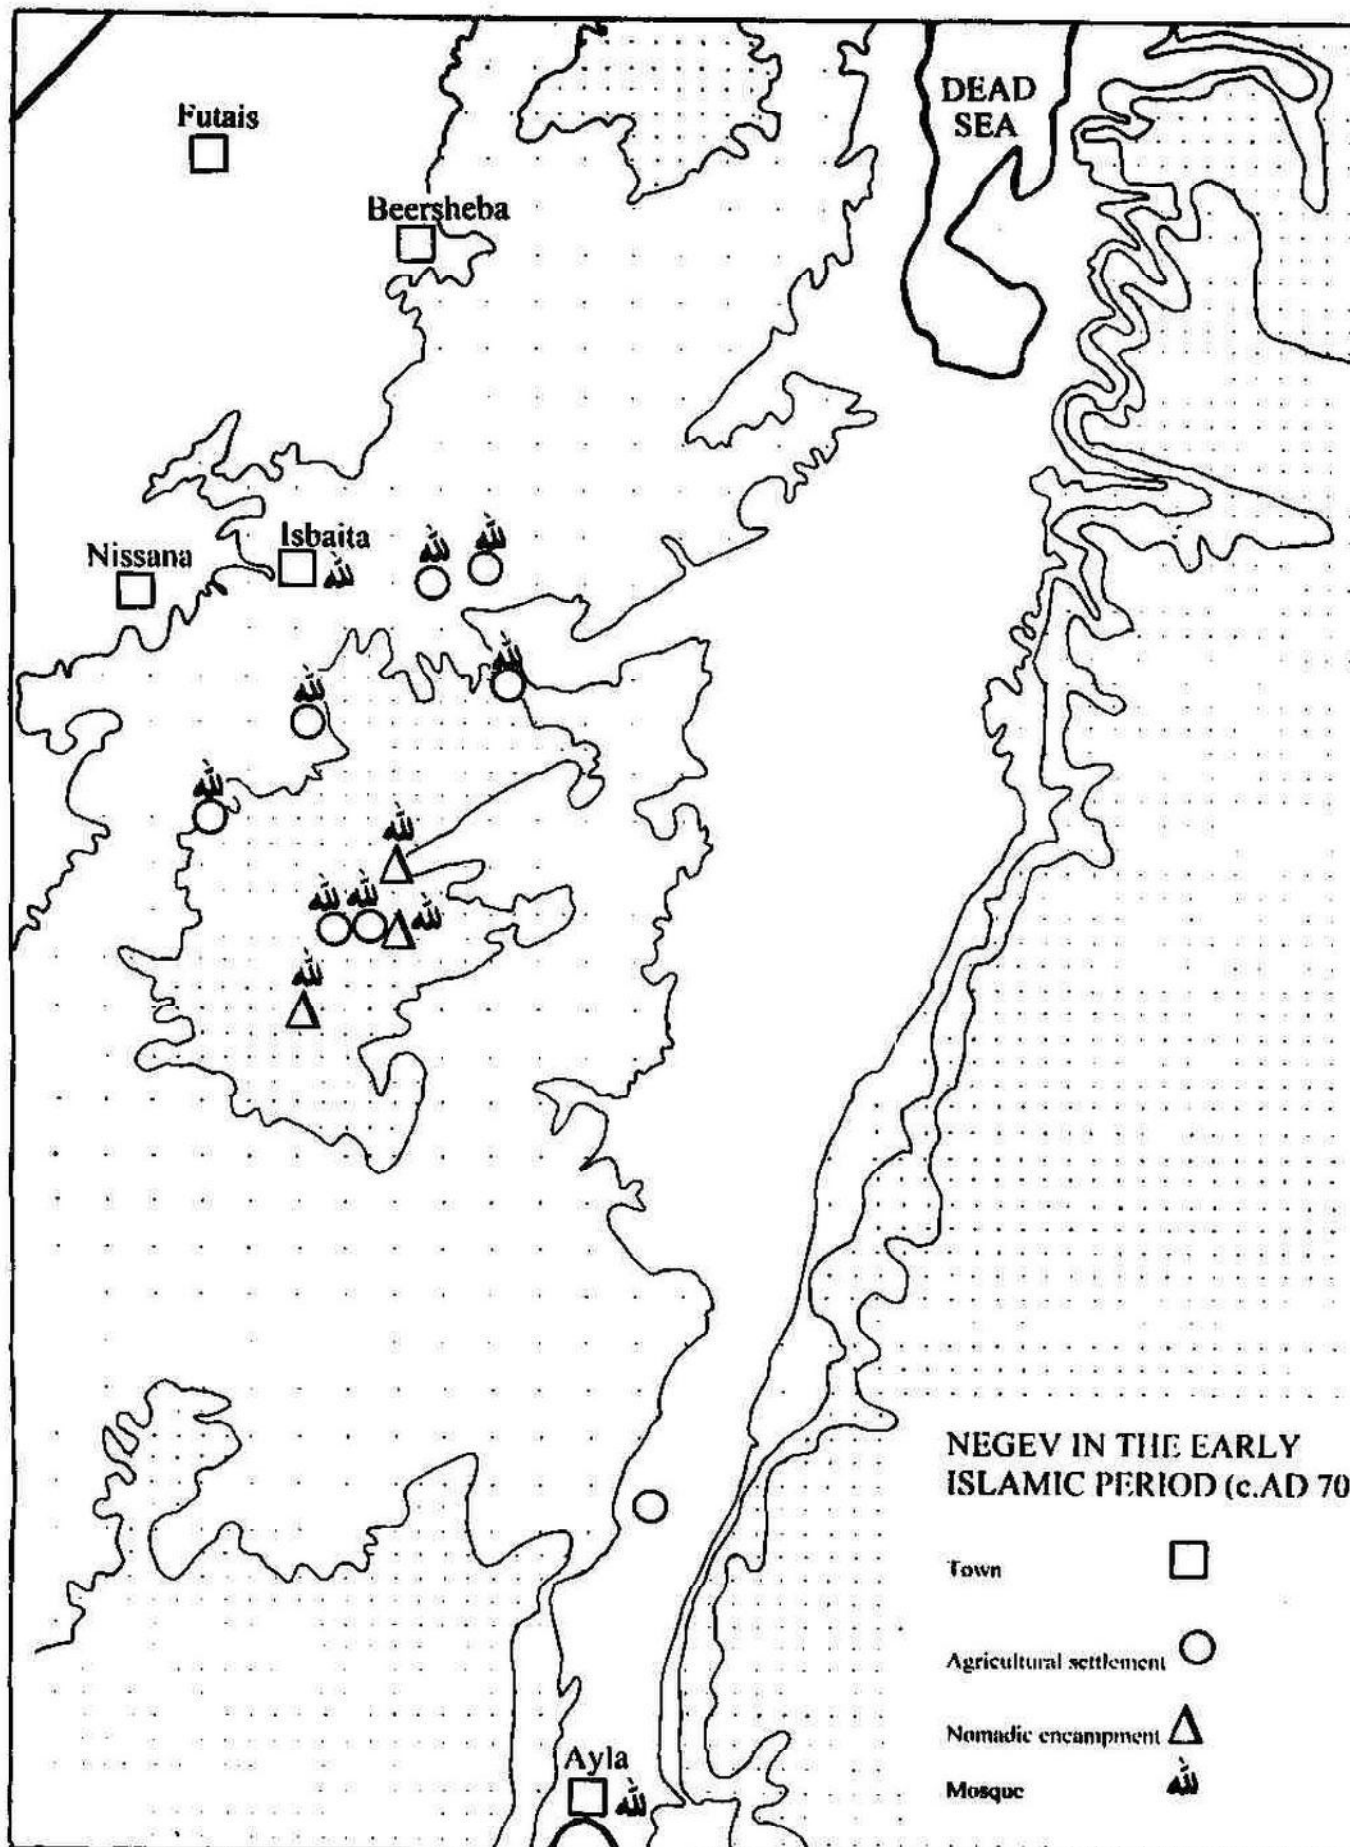 DEAD
SEA
Futais
Beersheba
Isbaita
Nissana
Ayla
NEGEV IN THE EARLY
ISLAMIC PERIOD (c.AD 70
Town
Agricultural settlement
Nomadic encampment
Mosque